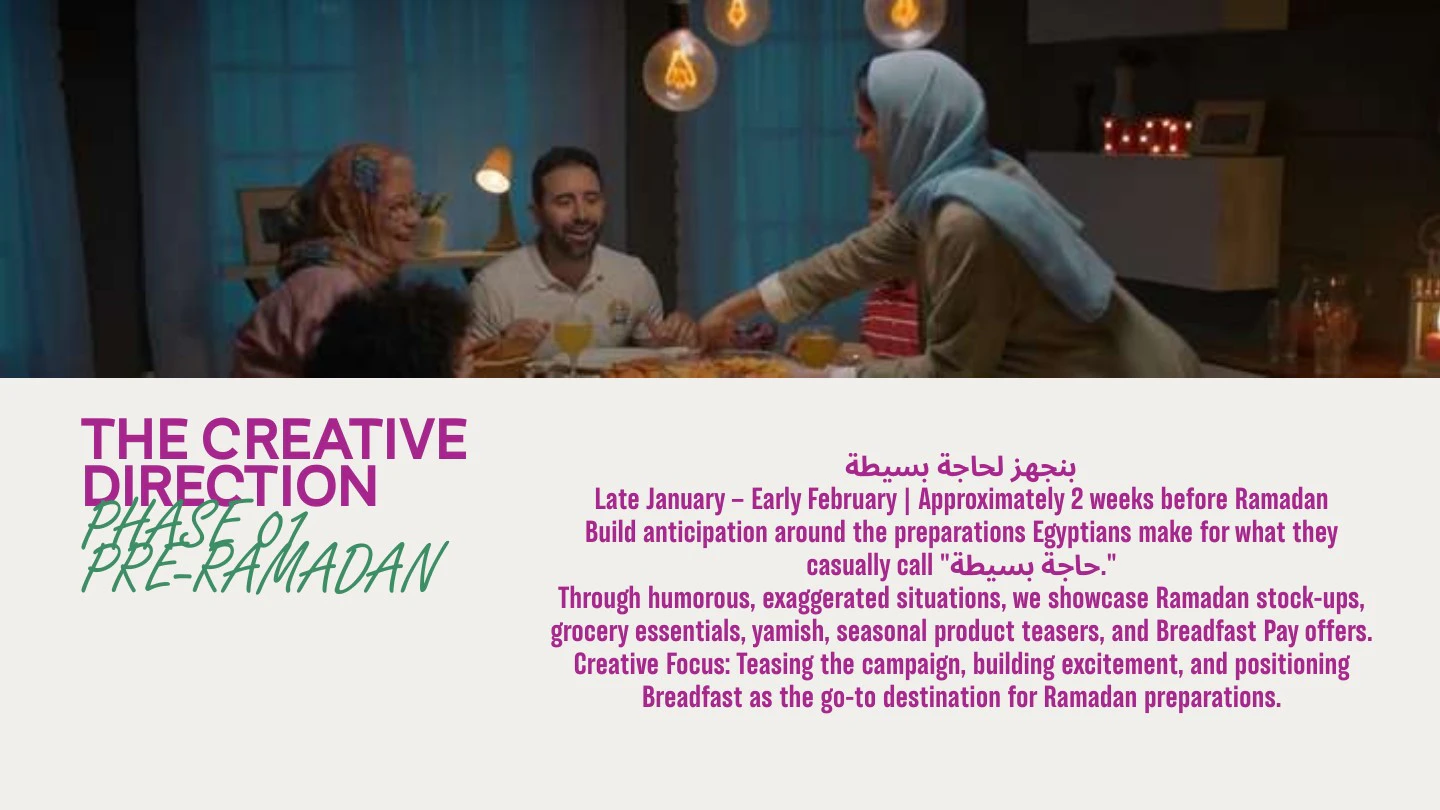 THE CREATIVE
DIRECTION
PHASE 01
PRE-RAMADAN
بنجهز لحاجة بسيطة
Late January – Early February | Approximately 2 weeks before Ramadan
Build anticipation around the preparations Egyptians make for what they
casually call "حاجة بسيطة."
Through humorous, exaggerated situations, we showcase Ramadan stock-ups,
grocery essentials, yamish, seasonal product teasers, and Breadfast Pay offers.
Creative Focus: Teasing the campaign, building excitement, and positioning
Breadfast as the go-to destination for Ramadan preparations.